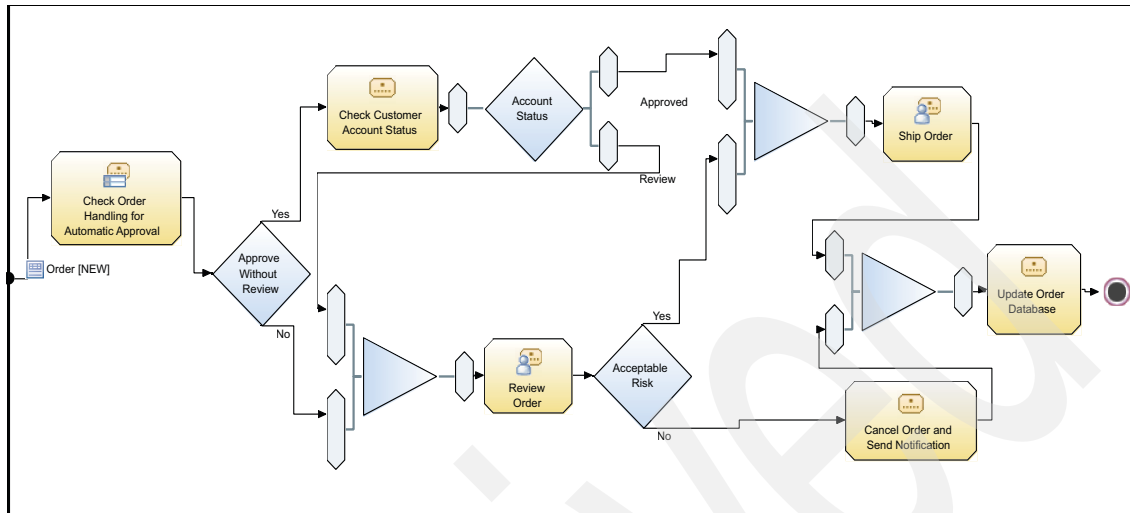 Check Customer
Account Status
Account
Status
Approved
Review
Ship Order
Check Order
Handling for
Automatic Approval
Order [NEW]
Yes
Approve
Without
Review
No
Review
Order
Yes
Acceptable
Risk
No
Update Order
Database
Cancel Order and
Send Notification